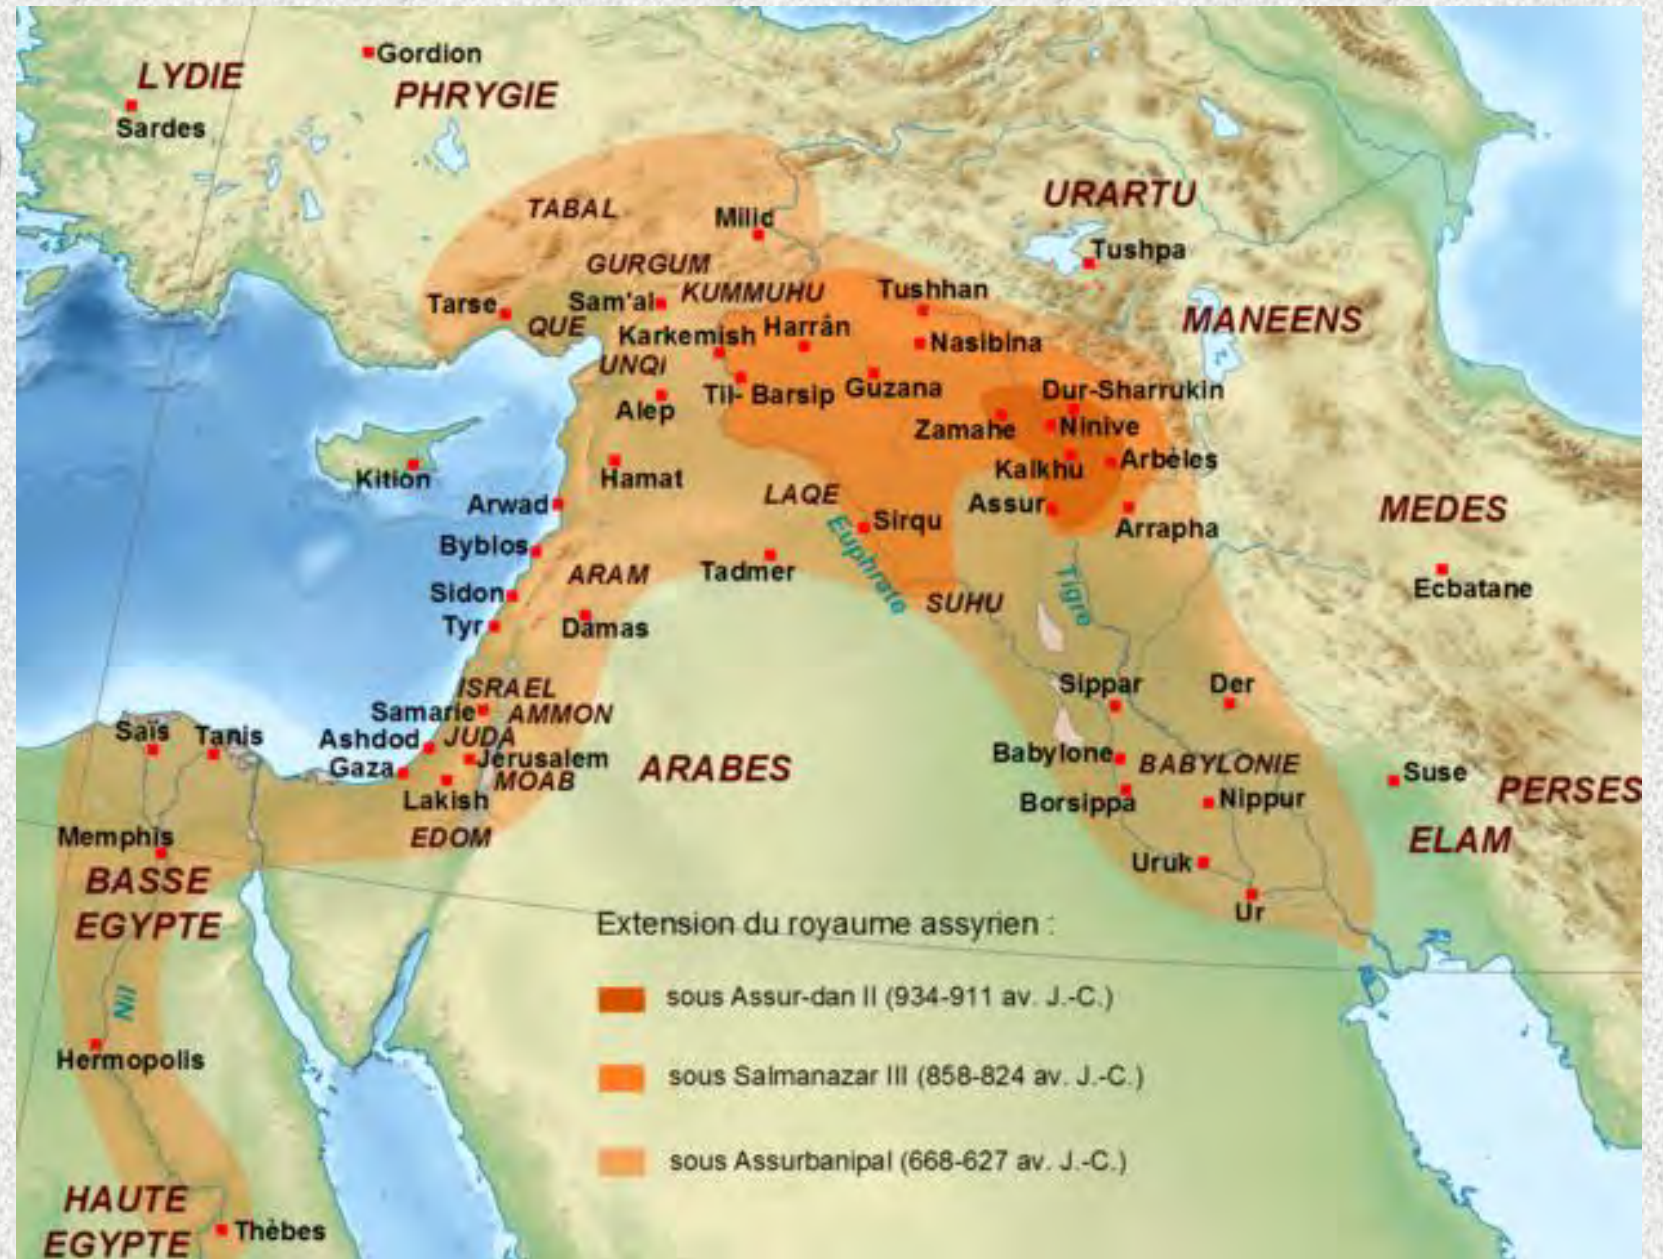 Gordion
LYDIE
PHRYGIE
Sardes
TABAL
Milid
URARTU
Tushpa
GURGUM
KUMMUHU
Tushhan
Tarse
Sam'al
QUE
Karkemish
Harrân
MANEENS
Nasibina
UNQI
Til- Barsip
Guzana
Dur-Sharrukin
Alep
Zamahe
Ninive
Kalkhu
Arbèles
Kition
Hamat
LAQE
Assur
MEDES
Arwad
Sirqu
Arrapha
Byblos
Euphrate
ARAM
Tadmer
Tigre
Ecbatane
Sidon
SUHU
Tyr
Damas
ISRAEL
Sippar
Der
Samarie
AMMON
Saïs
Tanis
Ashdod
JUDA
Jérusalem
Gaza
MOAB
ARABES
Babylone
BABYLONIE
Suse
PERSES
Lakish
Borsippa
Nippur
Memphis
EDOM
ELAM
BASSE
EGYPTE
Uruk
Ur
Extension du royaume assyrien :
sous Assur-dan II (934-911 av. J.-C.)
Nil
Hermopolis
sous Salmanazar III (858-824 av. J.-C.)
sous Assurbanipal (668-627 av. J.-C.)
HAUTE
EGYPTE
Thèbes